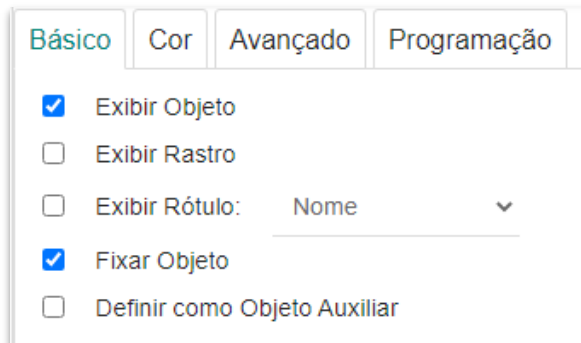 Básico Cor Avançado Programação
Exibir Objeto
Exibir Rastro
Exibir Rótulo: Nome
Fixar Objeto
Definir como Objeto Auxiliar